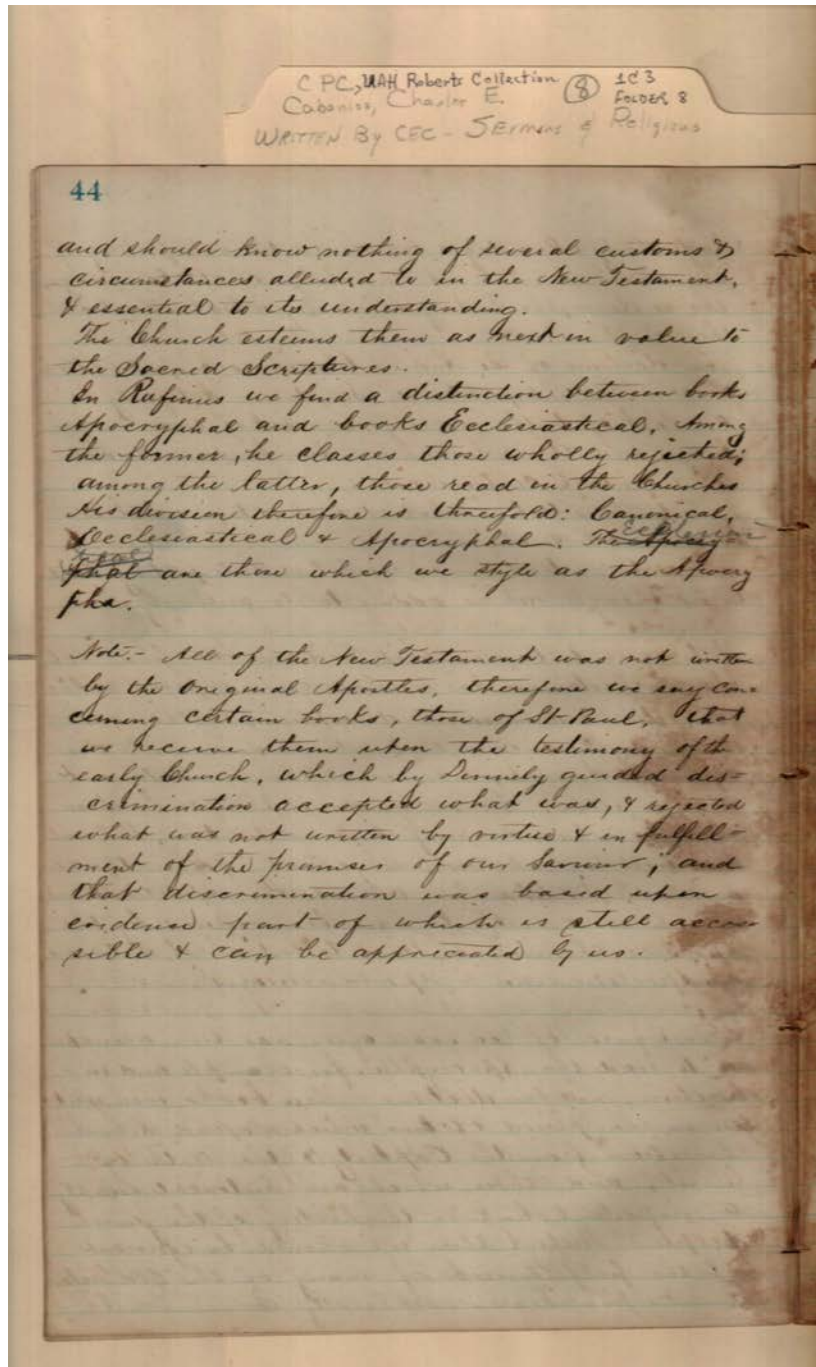 C PC, UAH Roberts Collection 8 1C3
Cabaniss, Charles E. FOLDER 8
WRITTEN By CEC - SERMONS & Religious
44
and should know nothing of several customs &
circumstances alluded to in the New Testament,
& essential to its understanding.
The Church esteems them as next in value to
the Sacred Scriptures.
In Rufinus we find a distinction between books
Apocryphal and books Ecclesiastical. Among
the former, he classes those wholly rejected;
among the latter, those read in the Churches
His division therefore is threefold: Canonical,
Ecclesiastical & Apocryphal. The Apocry
phal are those which we style as the Apocry
pha.
Note.- All of the New Testament was not written
by the Original Apostles, therefore we say con-
cerning certain books, those of St Paul, that
we receive them upon the testimony of th
early Church, which by Divinely guided dis-
crimination accepted what was, & rejected
what was not written by virtue & in fulfill-
ment of the promises of our Saviour; and
that discrimination was based upon
evidence part of which is still acces-
sible & can be appreciated by us.